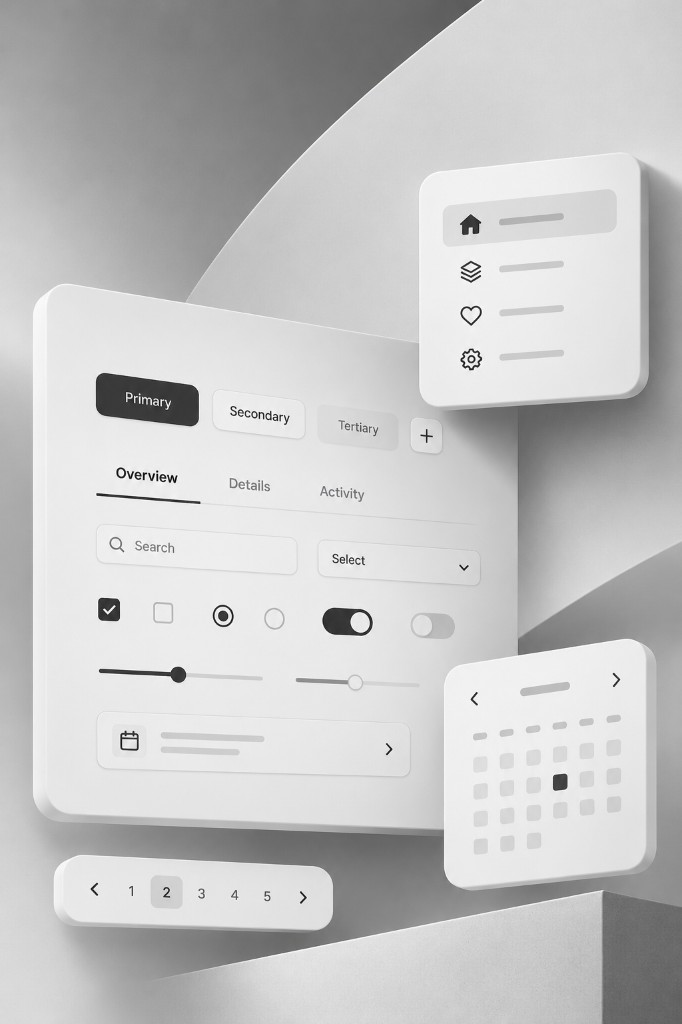 Primary
Secondary
Tertiary
Overview
Details
Activity
Search
Select
1
2
3
4
5